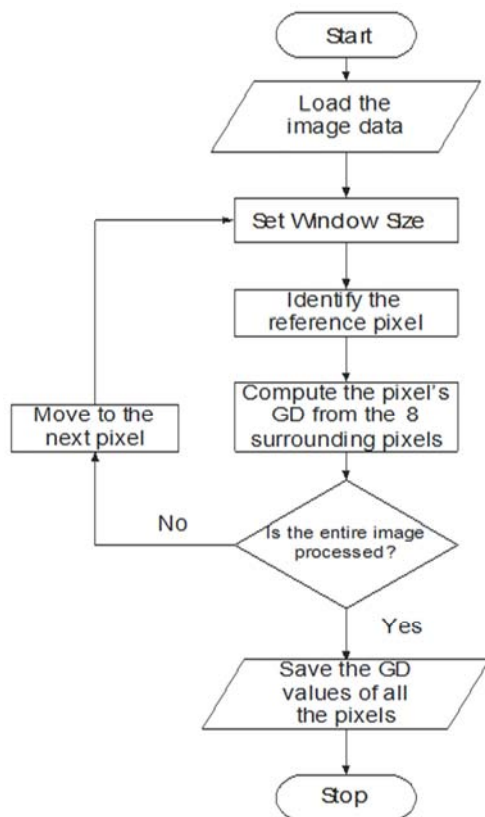 Start
Load the
image data
Set Window Size
Identify the
reference pixel
Compute the pixel's
GD from the 8
surrounding pixels
Move to the
next pixel
No
Is the entire image
processed?
Yes
Save the GD
values of all
the pixels
Stop